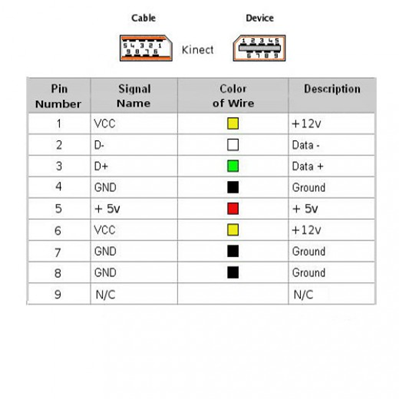 Cable Device
5 4 3 2 1 Kinect 1 2 3 4 5
9 8 7 6 6 7 8 9
Pin Number Signal Name Color of Wire Description
1 VCC +12v
2 D- Data -
3 D+ Data +
4 GND Ground
5 + 5v + 5v
6 VCC +12v
7 GND Ground
8 GND Ground
9 N/C N/C